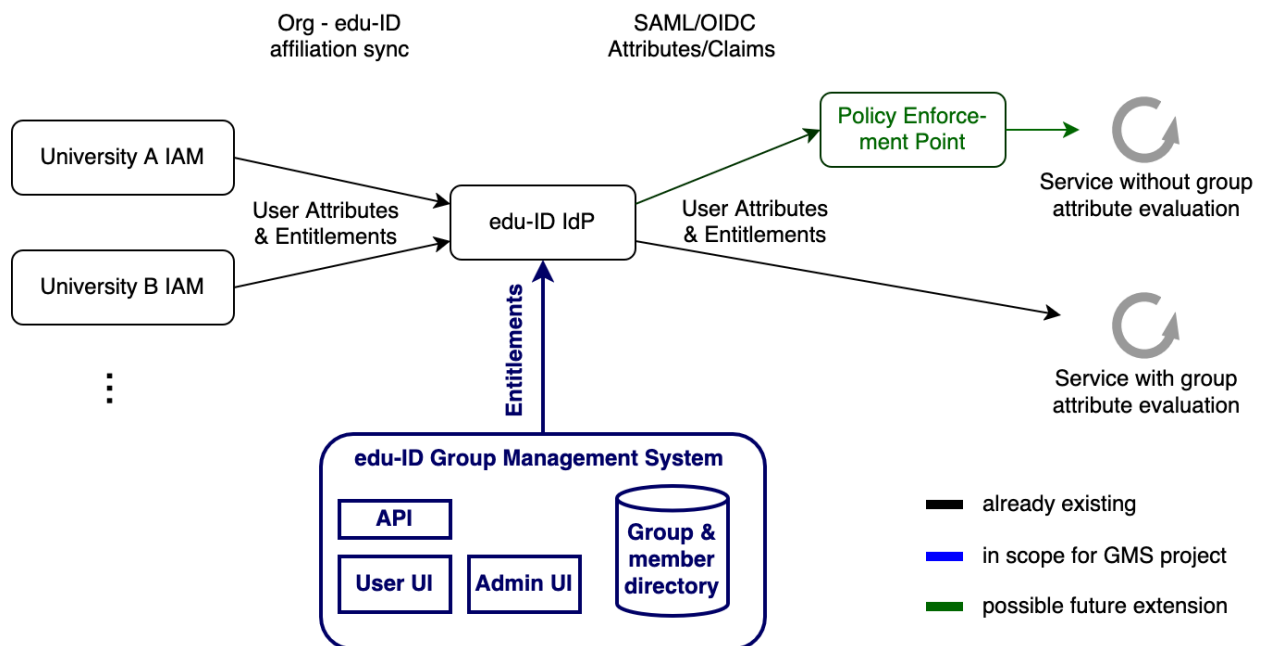 Org - edu-ID
affiliation sync
SAML/OIDC
Attributes/Claims
University A IAM
University B IAM
User Attributes
& Entitlements
edu-ID IdP
User Attributes
& Entitlements
Policy Enforce-
ment Point
Service without group
attribute evaluation
Service with group
attribute evaluation
Entitlements
edu-ID Group Management System
API
User UI
Admin UI
Group &
member
directory
already existing
in scope for GMS project
possible future extension